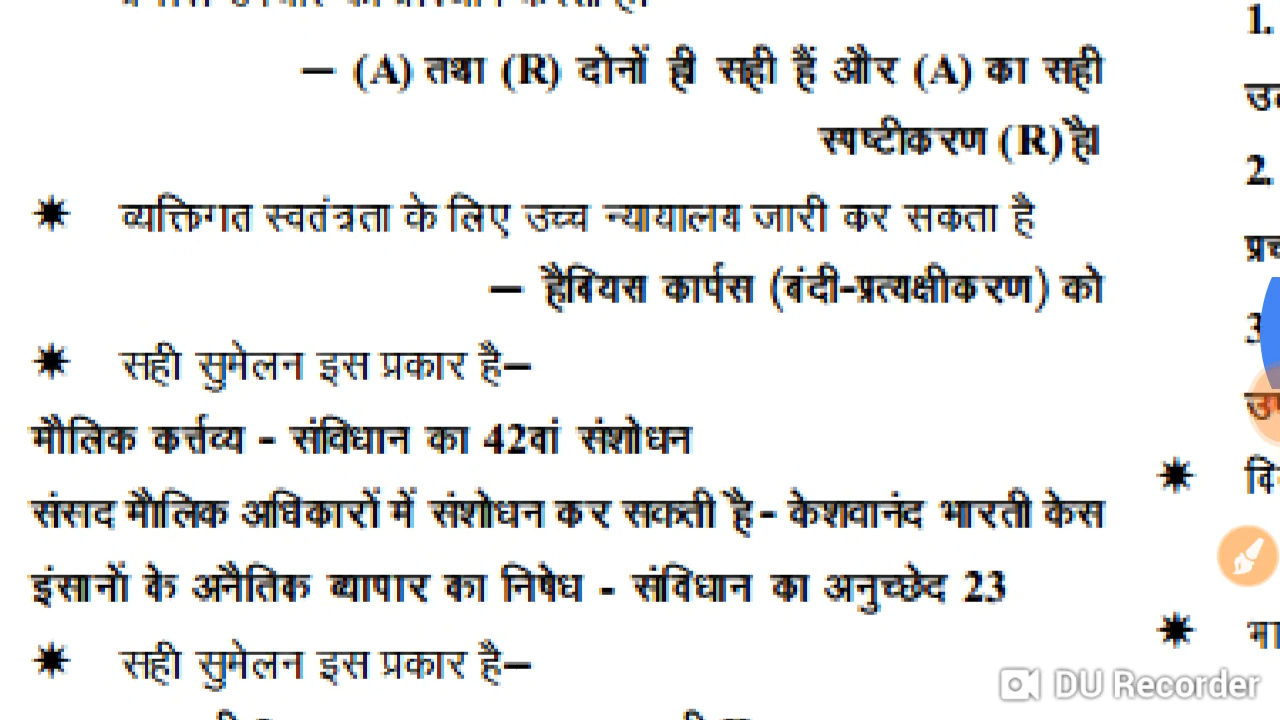 – (A) तथा (R) दोनों ही सही हैं और (A) का सही
स्पष्टीकरण (R) है।
✷ व्यक्तिगत स्वतंत्रता के लिए उच्च न्यायालय जारी कर सकता है
– हैबियस कार्पस (बंदी-प्रत्यक्षीकरण) को
✷ सही सुमेलन इस प्रकार है–
मौलिक कर्त्तव्य - संविधान का 42वां संशोधन
संसद मौलिक अधिकारों में संशोधन कर सकती है - केशवानंद भारती केस
इंसानों के अनैतिक व्यापार का निषेध - संविधान का अनुच्छेद 23
✷ सही सुमेलन इस प्रकार है–
1.
2.
✷
✷
DU Recorder